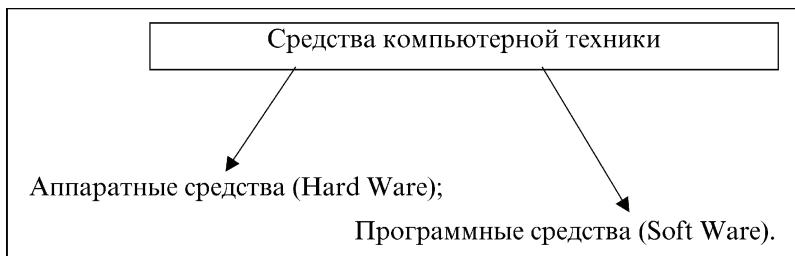 Средства компьютерной техники
Аппаратные средства (Hard Ware);
Программные средства (Soft Ware).